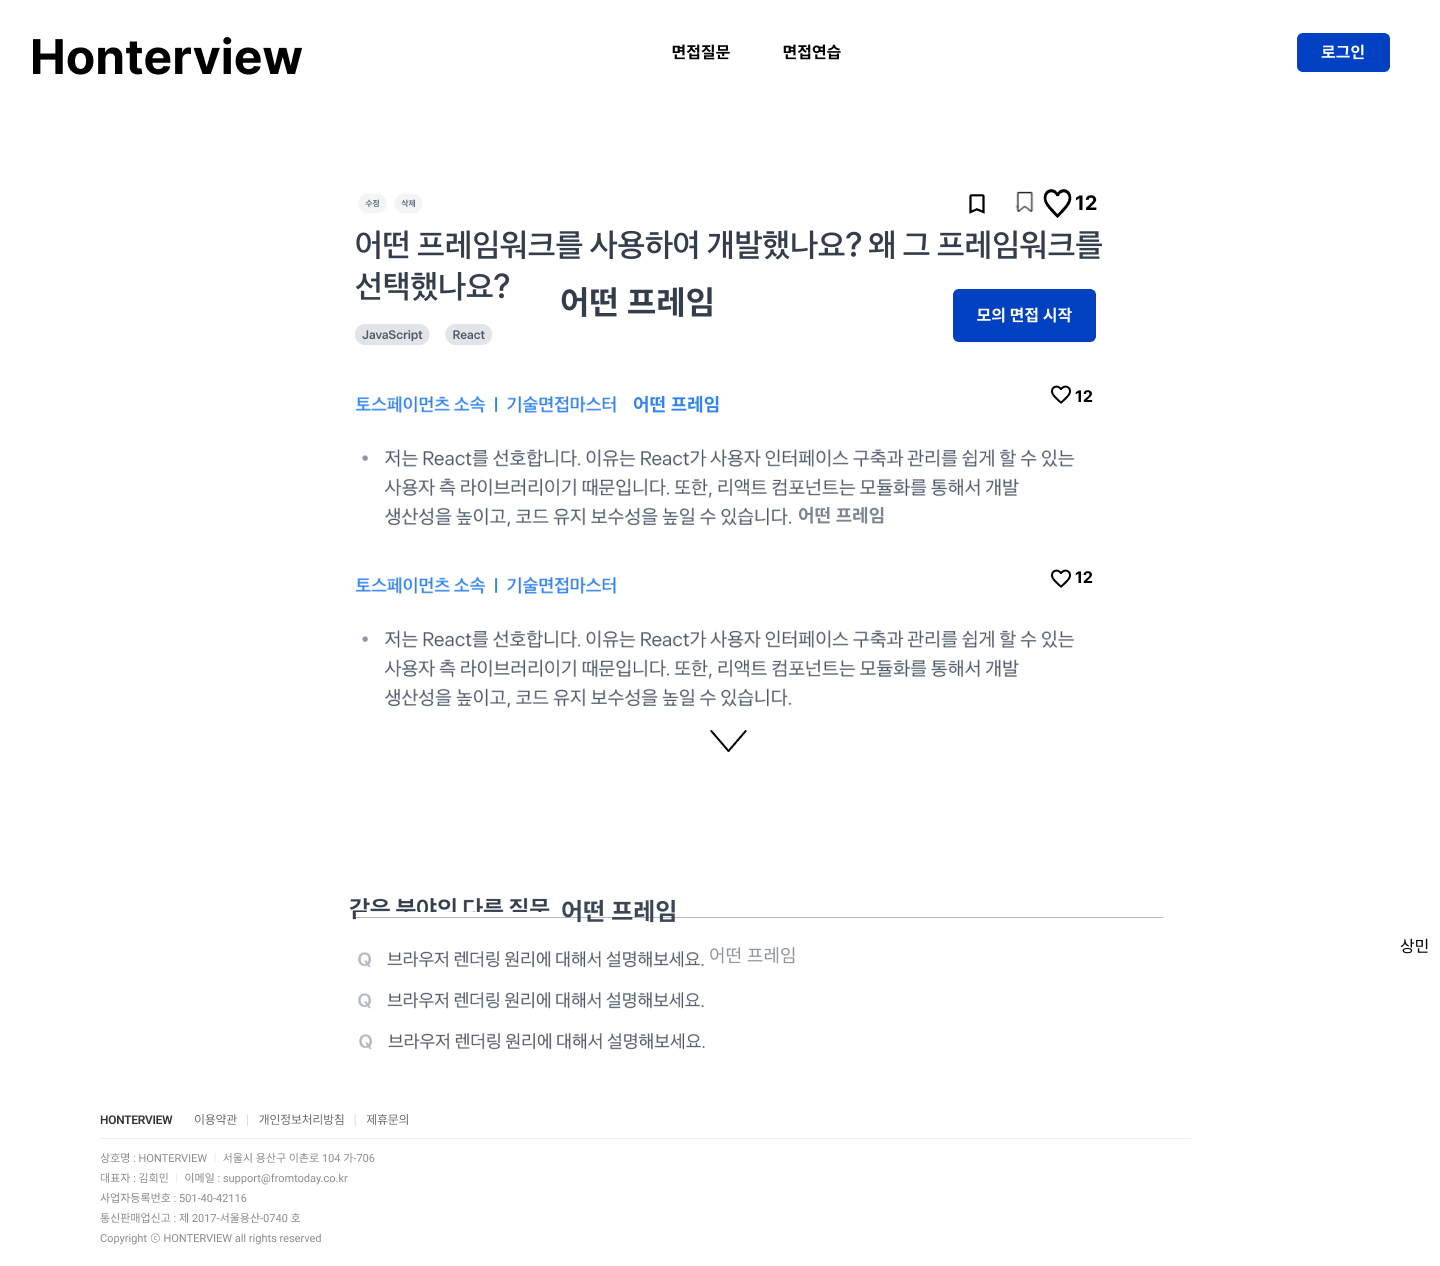 Honterview
면접질문 면접연습
로그인
수정 삭제
12
어떤 프레임워크를 사용하여 개발했나요? 왜 그 프레임워크를
선택했나요?
어떤 프레임
모의 면접 시작
JavaScript React
토스페이먼츠 소속 | 기술면접마스터 어떤 프레임
12
• 저는 React를 선호합니다. 이유는 React가 사용자 인터페이스 구축과 관리를 쉽게 할 수 있는
사용자 측 라이브러리이기 때문입니다. 또한, 리액트 컴포넌트는 모듈화를 통해서 개발
생산성을 높이고, 코드 유지 보수성을 높일 수 있습니다. 어떤 프레임
토스페이먼츠 소속 | 기술면접마스터
12
• 저는 React를 선호합니다. 이유는 React가 사용자 인터페이스 구축과 관리를 쉽게 할 수 있는
사용자 측 라이브러리이기 때문입니다. 또한, 리액트 컴포넌트는 모듈화를 통해서 개발
생산성을 높이고, 코드 유지 보수성을 높일 수 있습니다.
같은 분야의 다른 질문 어떤 프레임
상민
Q 브라우저 렌더링 원리에 대해서 설명해보세요. 어떤 프레임
Q 브라우저 렌더링 원리에 대해서 설명해보세요.
Q 브라우저 렌더링 원리에 대해서 설명해보세요.
HONTERVIEW 이용약관 | 개인정보처리방침 | 제휴문의
상호명 : HONTERVIEW | 서울시 용산구 이촌로 104 가-706
대표자 : 김회민 | 이메일 : support@fromtoday.co.kr
사업자등록번호 : 501-40-42116
통신판매업신고 : 제 2017-서울용산-0740 호
Copyright ⓒ HONTERVIEW all rights reserved